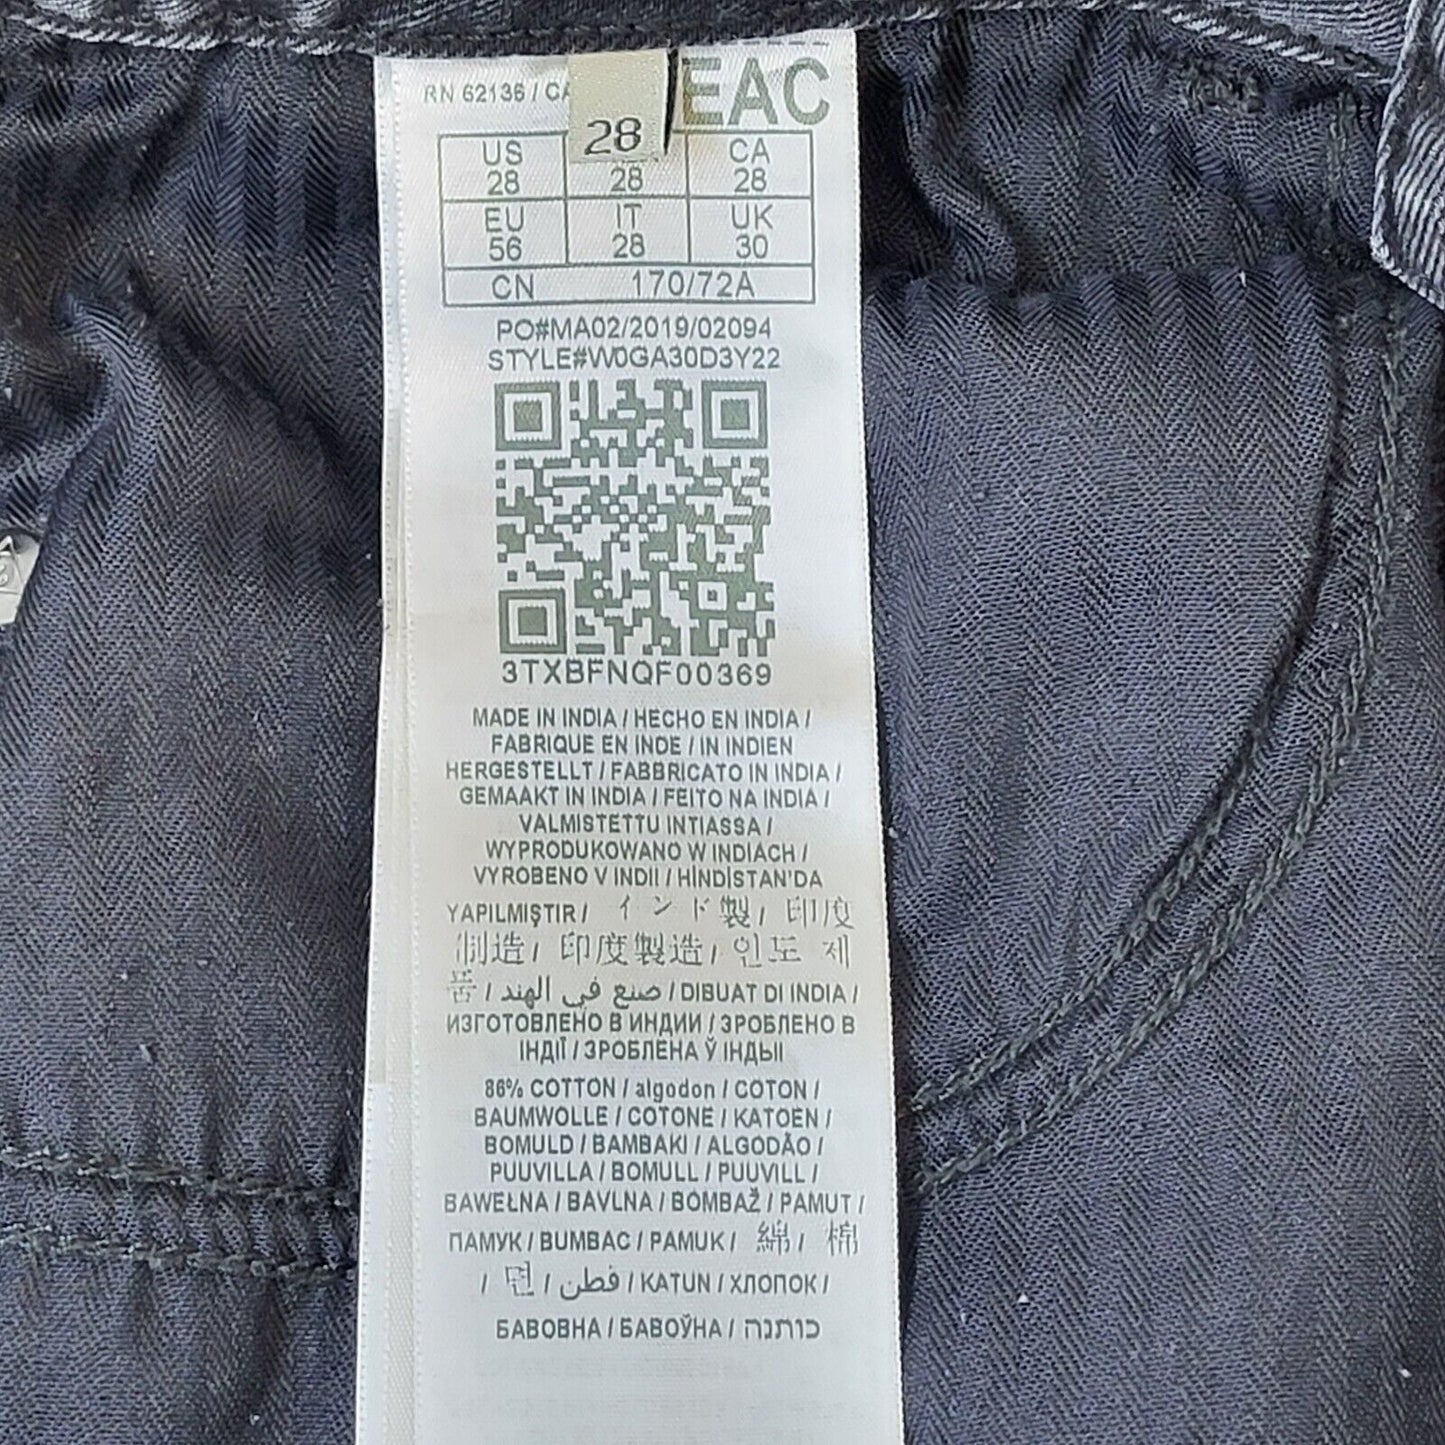 RN 62136 / CA
EAC
28
US CA
28 28 28
EU IT UK
56 28 30
CN 170/72A
PO#MA02/2019/02094
STYLE#W0GA30D3Y22
3TXBFNQF00369
MADE IN INDIA / HECHO EN INDIA /
FABRIQUE EN INDE / IN INDIEN
HERGESTELLT / FABBRICATO IN INDIA /
GEMAAKT IN INDIA / FEITO NA INDIA /
VALMISTETTU INTIASSA /
WYPRODUKOWANO W INDIACH /
VYROBENO V INDII / HİNDİSTAN'DA
YAPILMIŞTIR / インド製 / 印度
制造 / 印度製造 / 인도 제
품 / صنع في الهند / DIBUAT DI INDIA /
ИЗГОТОВЛЕНО В ИНДИИ / ЗРОБЛЕНО В
ІНДІЇ / ЗРОБЛЕНА Ў ІНДЫІ
86% COTTON / algodon / COTON /
BAUMWOLLE / COTONE / KATOEN /
BOMULD / BAMBAKI / ALGODÃO /
PUUVILLA / BOMULL / PUUVILL /
BAWEŁNA / BAVLNA / BOMBAŽ / PAMUT /
ПАМУК / BUMBAC / PAMUK / 綿 / 棉
/ 면 / قطن / KATUN / ХЛОПОК /
БАВОВНА / БАВОЎНА / כותנה